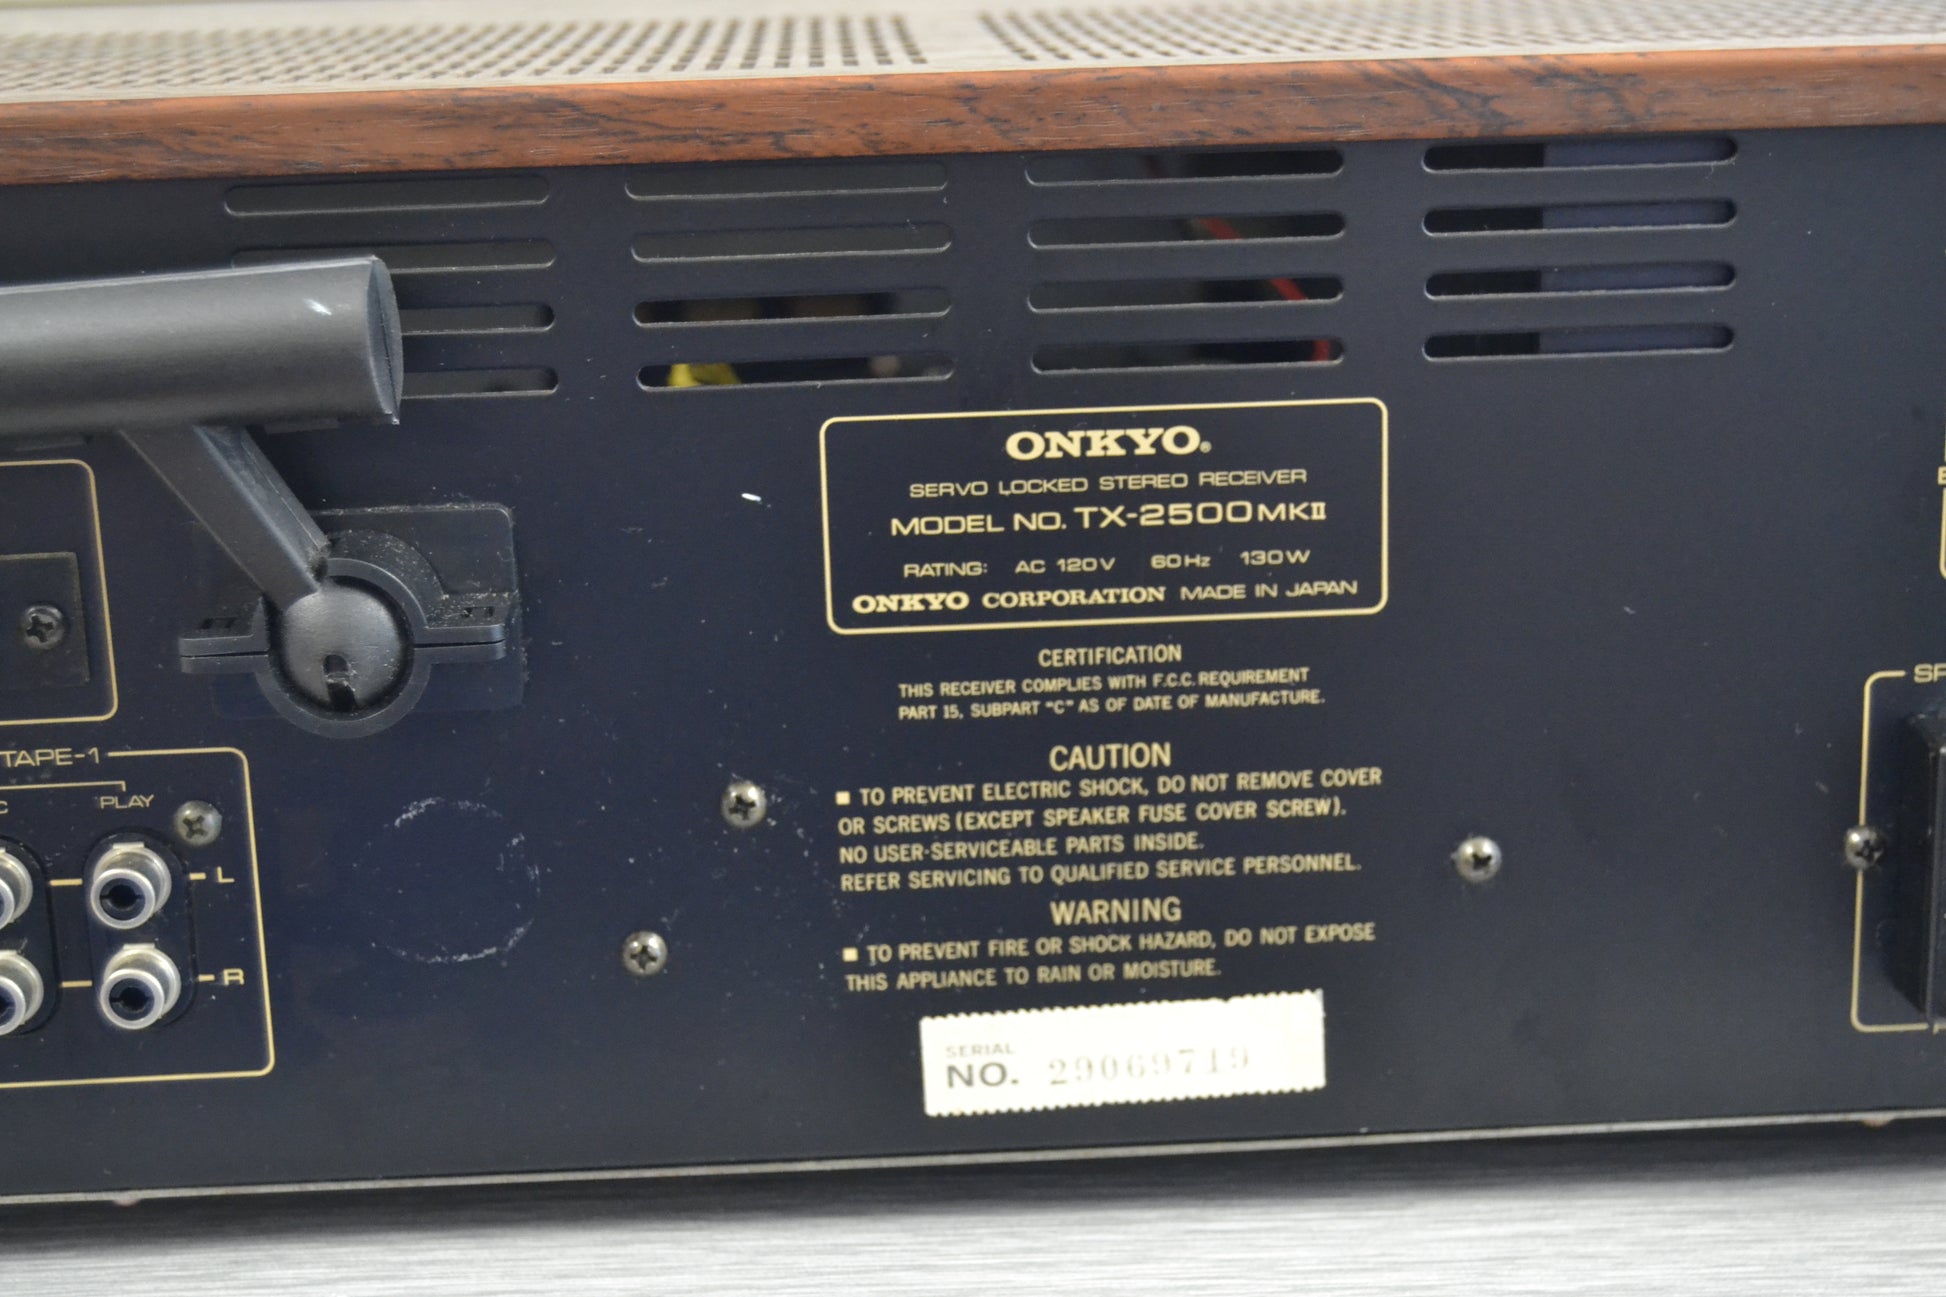 ONKYO®
SERVO LOCKED STEREO RECEIVER
MODEL NO. TX-2500MKII
RATING: AC 120V 60Hz 130W
ONKYO CORPORATION MADE IN JAPAN
CERTIFICATION
THIS RECEIVER COMPLIES WITH F.C.C. REQUIREMENT
PART 15, SUBPART "C" AS OF DATE OF MANUFACTURE.
TAPE-1
PLAY
L
R
CAUTION
■ TO PREVENT ELECTRIC SHOCK, DO NOT REMOVE COVER
OR SCREWS (EXCEPT SPEAKER FUSE COVER SCREW).
NO USER-SERVICEABLE PARTS INSIDE.
REFER SERVICING TO QUALIFIED SERVICE PERSONNEL.
WARNING
■ TO PREVENT FIRE OR SHOCK HAZARD, DO NOT EXPOSE
THIS APPLIANCE TO RAIN OR MOISTURE.
SERIAL
NO. 29069719